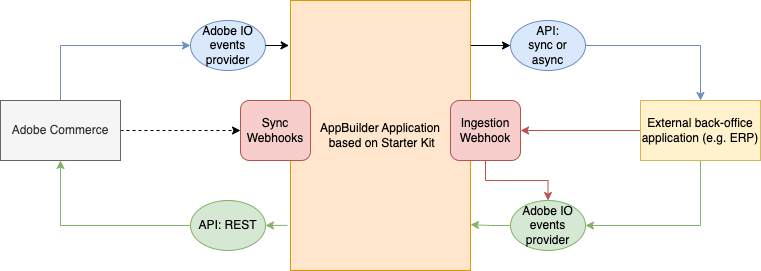 Adobe IO
events
provider
API:
sync or
async
Adobe Commerce
Sync
Webhooks
AppBuilder Application
based on Starter Kit
Ingestion
Webhook
External back-office
application (e.g. ERP)
API: REST
Adobe IO
events
provider